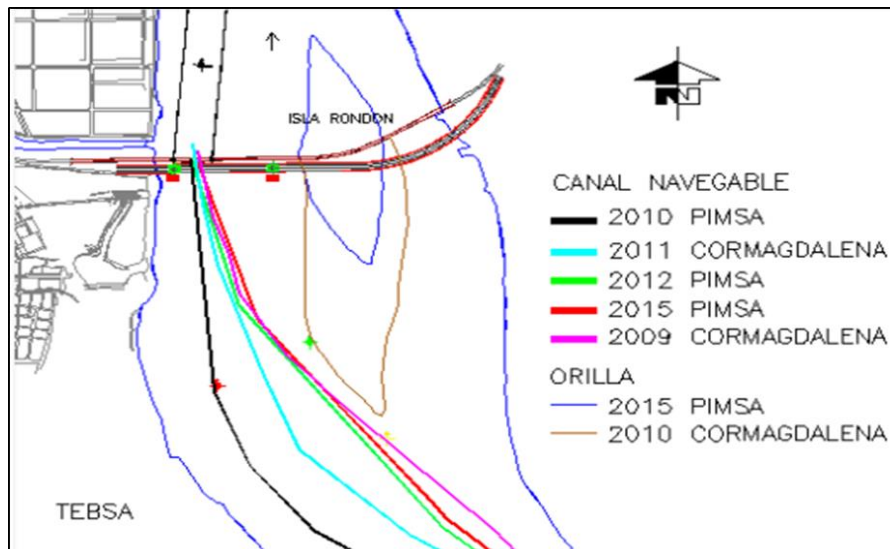 ISLA RONDON
CANAL NAVEGABLE
2010 PIMSA
2011 CORMAGDALENA
2012 PIMSA
2015 PIMSA
2009 CORMAGDALENA
ORILLA
2015 PIMSA
2010 CORMAGDALENA
TEBSA